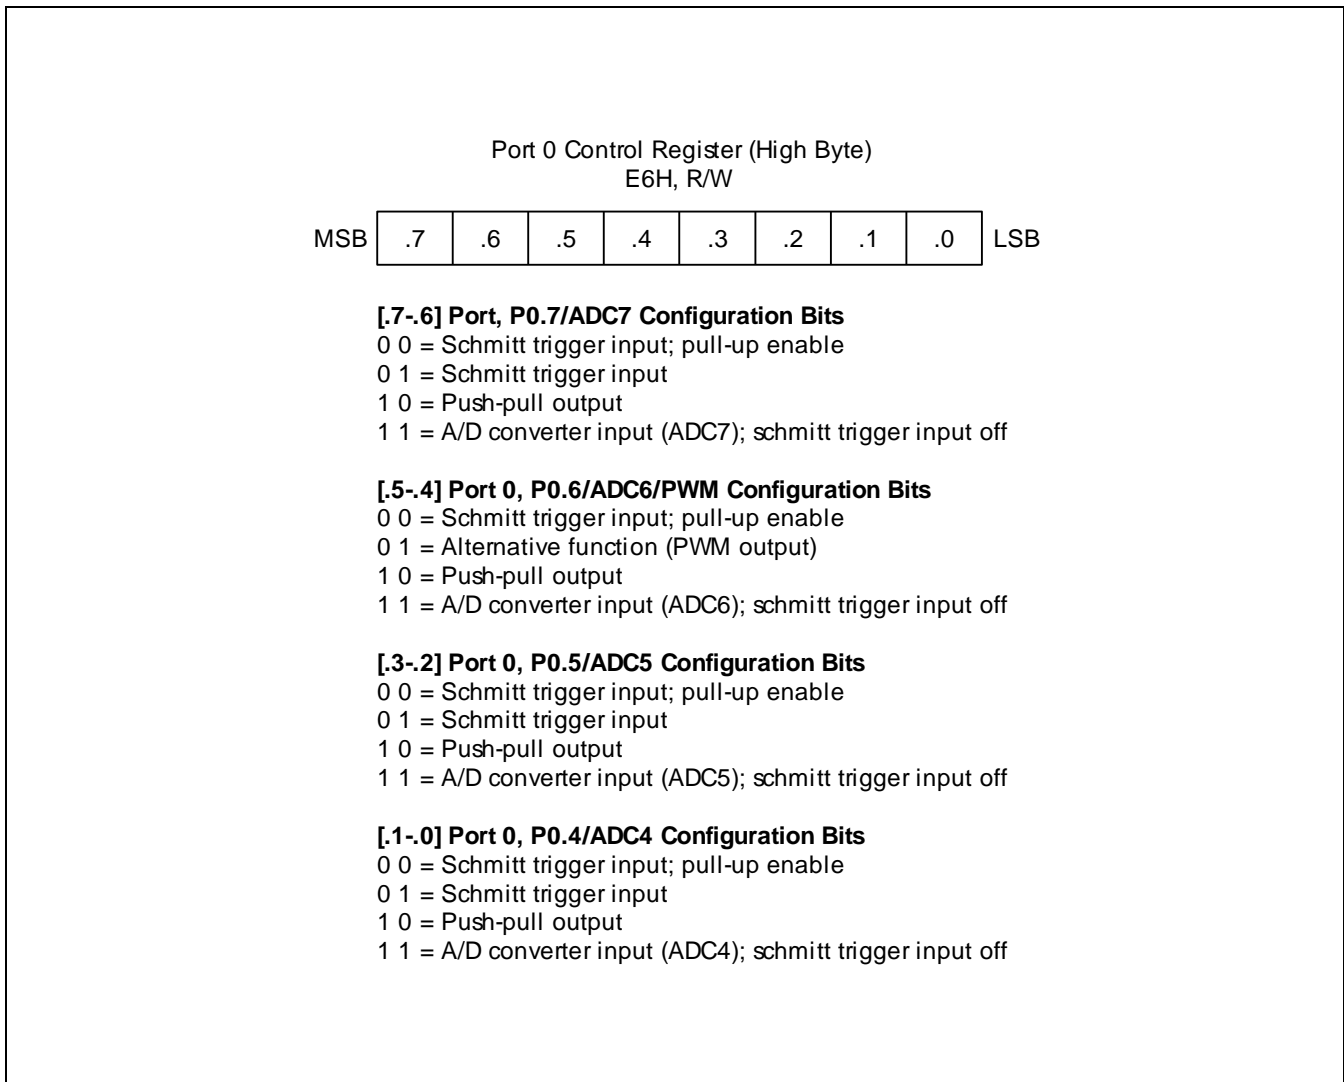 Port 0 Control Register (High Byte)
E6H, R/W
MSB .7 .6 .5 .4 .3 .2 .1 .0 LSB
[.7-.6] Port, P0.7/ADC7 Configuration Bits
0 0 = Schmitt trigger input; pull-up enable
0 1 = Schmitt trigger input
1 0 = Push-pull output
1 1 = A/D converter input (ADC7); schmitt trigger input off
[.5-.4] Port 0, P0.6/ADC6/PWM Configuration Bits
0 0 = Schmitt trigger input; pull-up enable
0 1 = Alternative function (PWM output)
1 0 = Push-pull output
1 1 = A/D converter input (ADC6); schmitt trigger input off
[.3-.2] Port 0, P0.5/ADC5 Configuration Bits
0 0 = Schmitt trigger input; pull-up enable
0 1 = Schmitt trigger input
1 0 = Push-pull output
1 1 = A/D converter input (ADC5); schmitt trigger input off
[.1-.0] Port 0, P0.4/ADC4 Configuration Bits
0 0 = Schmitt trigger input; pull-up enable
0 1 = Schmitt trigger input
1 0 = Push-pull output
1 1 = A/D converter input (ADC4); schmitt trigger input off